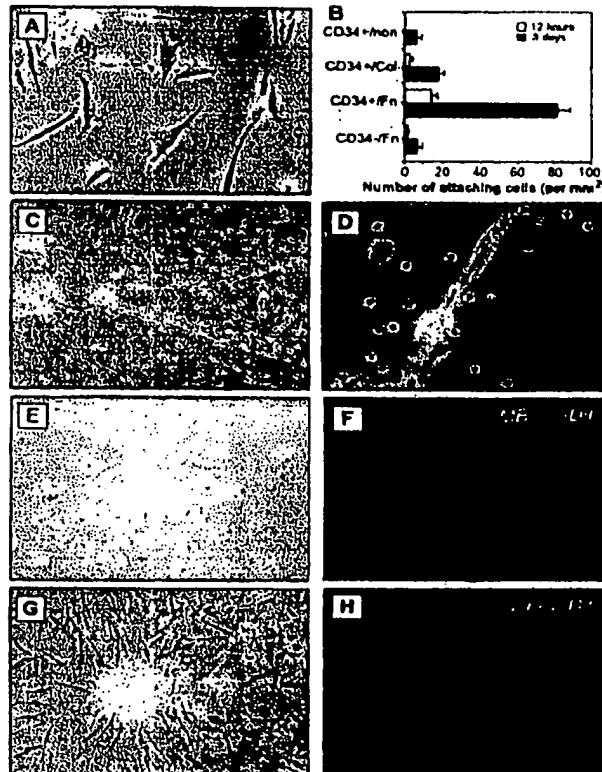 A
B
12 hours
3 days
CD34+/non
CD34+/Col
CD34+/Fn
CD34-/Fn
0 20 40 60 80 100
Number of attaching cells (per mm2
C
D
E
F
G
H